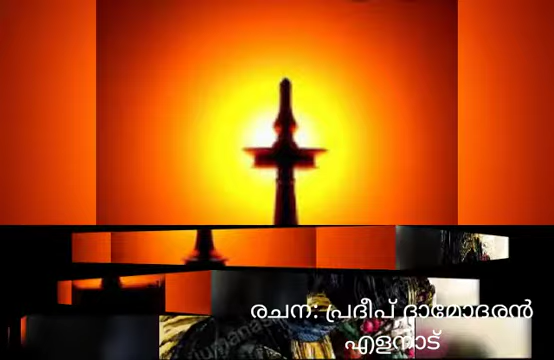 രചന: പ്രദീപ് ദാമോദരൻ
എളനാട്